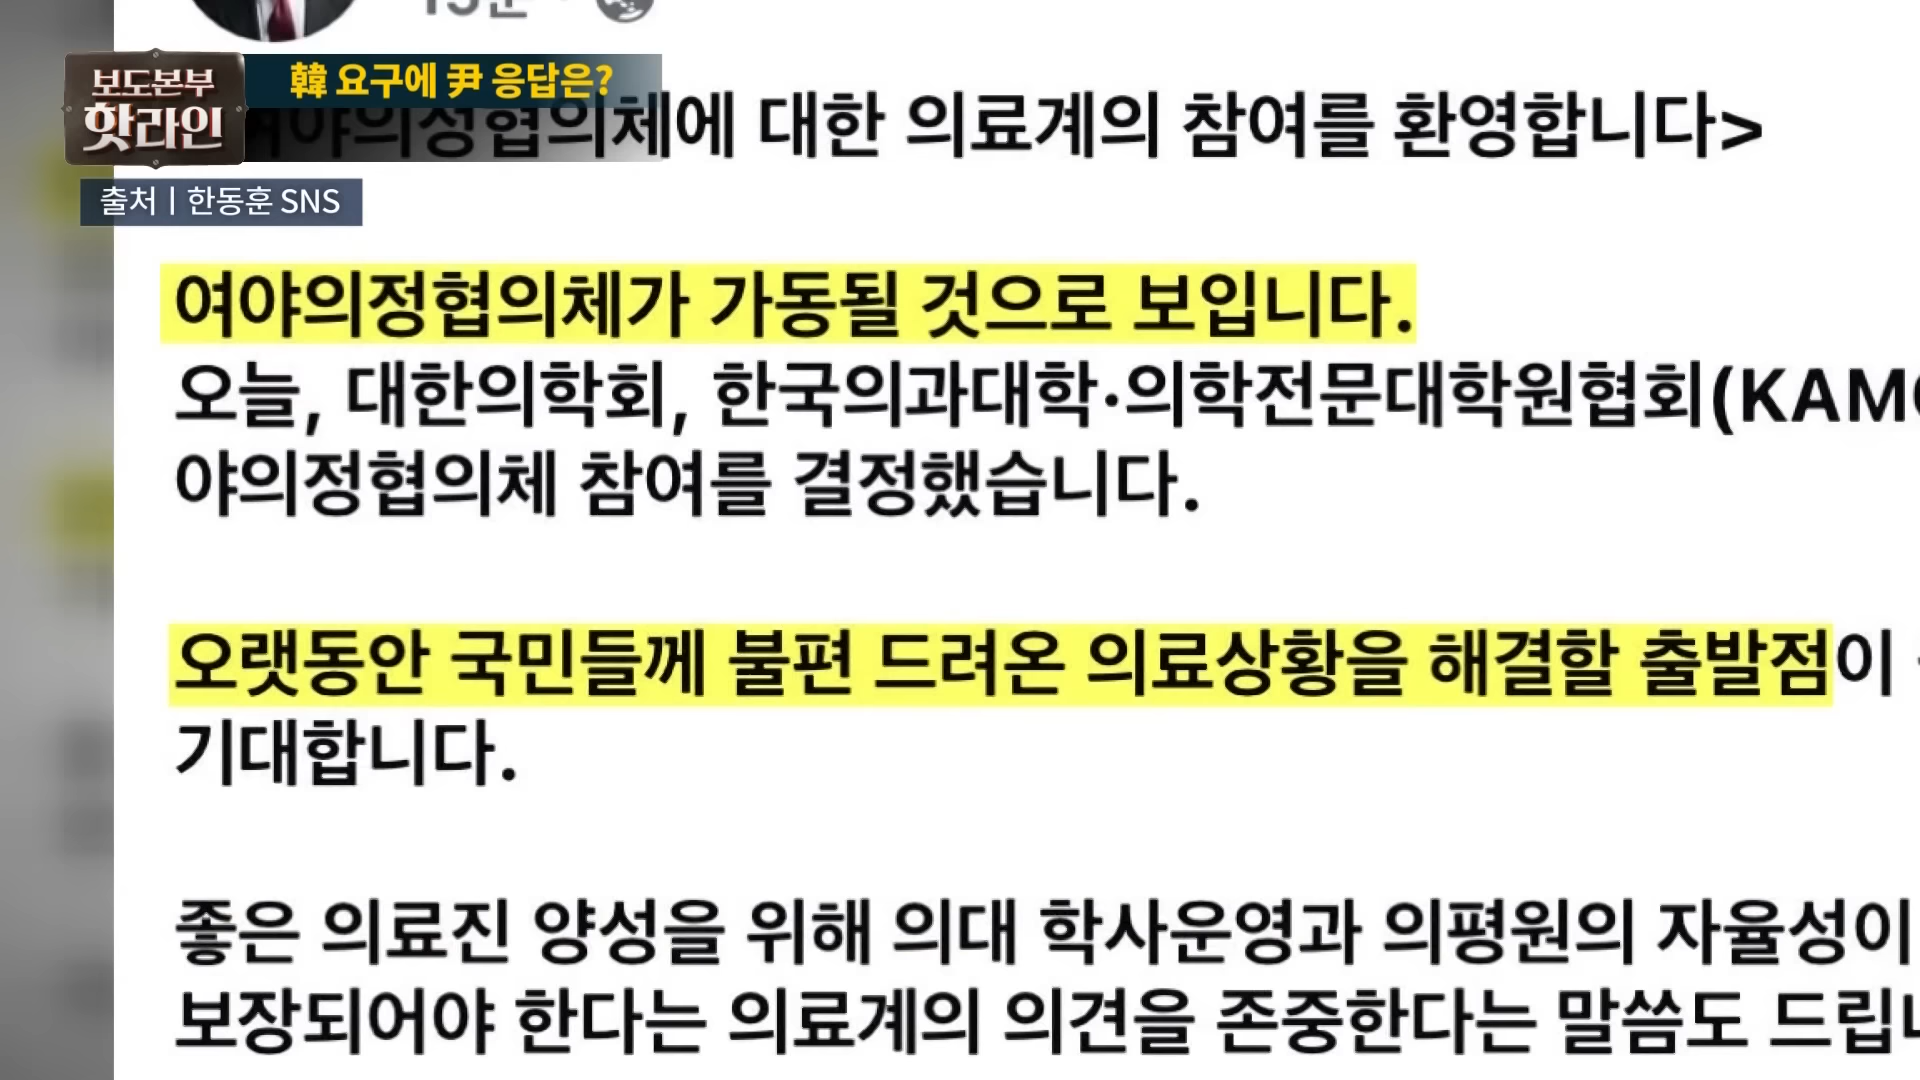 보도본부
핫라인
韓 요구에 尹 응답은?
출처 | 한동훈 SNS
여야의정협의체에 대한 의료계의 참여를 환영합니다>
여야의정협의체가 가동될 것으로 보입니다.
오늘, 대한의학회, 한국의과대학·의학전문대학원협회(KAM
야의정협의체 참여를 결정했습니다.
오랫동안 국민들께 불편 드려온 의료상황을 해결할 출발점이
기대합니다.
좋은 의료진 양성을 위해 의대 학사운영과 의평원의 자율성이
보장되어야 한다는 의료계의 의견을 존중한다는 말씀도 드립니